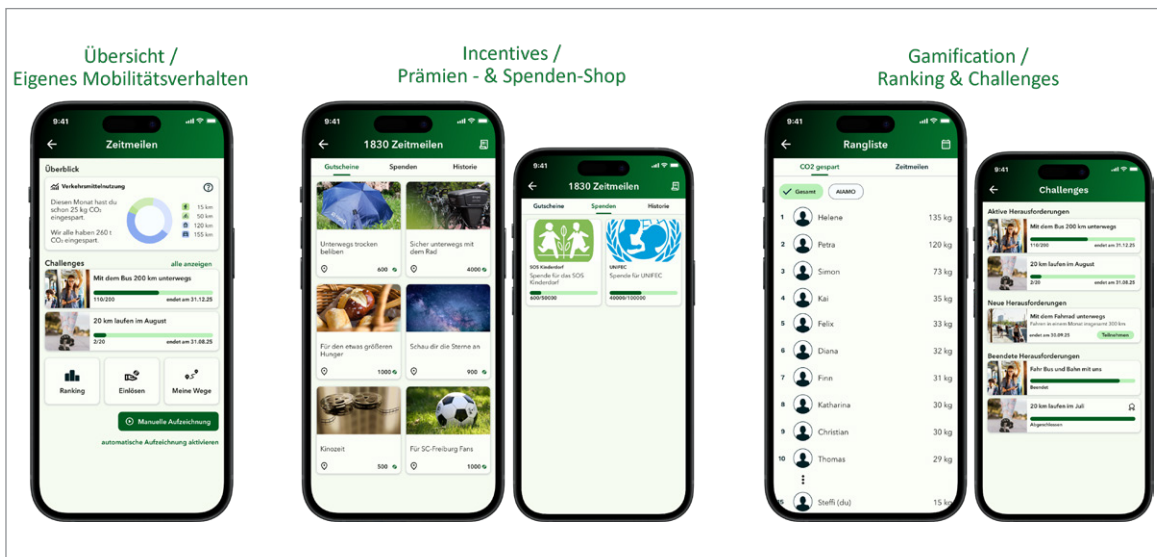 Übersicht /
Eigenes Mobilitätsverhalten
9:41
Zeitmeilen
Überblick
Verkehrsmittelnutzung
Diesen Monat hast du
schon 25 kg CO₂
eingespart.
Wir alle haben 260 t
CO₂ eingespart.
15 km
50 km
120 km
155 km
Challenges
alle anzeigen
Mit dem Bus 200 km unterwegs
110/200
endet am 31.12.25
20 km laufen im August
2/20
endet am 31.08.25
Ranking
Einlösen
Meine Wege
Manuelle Aufzeichnung
automatische Aufzeichnung aktivieren
Incentives /
Prämien - & Spenden-Shop
9:41
1830 Zeitmeilen
Gutscheine
Spenden
Historie
Unterwegs trocken
beliben
600
Sicher unterwegs mit
dem Rad
4000
Für den etwas größeren
Hunger
1000
Schau dir die Sterne an
900
Kinozeit
500
Für SC-Freiburg Fans
1000
9:41
1830 Zeitmeilen
Gutscheine
Spenden
Historie
SOS Kinderdorf
Spende für das SOS
Kinderdorf
600/50000
UNIFEC
Spende für UNIFEC
40000/100000
Gamification /
Ranking & Challenges
9:41
Rangliste
CO2 gespart
Zeitmeilen
Gesamt
AIAMO
1 Helene 135 kg
2 Petra 120 kg
3 Simon 73 kg
4 Kai 35 kg
5 Felix 33 kg
6 Diana 32 kg
7 Finn 31 kg
8 Katharina 30 kg
9 Christian 30 kg
10 Thomas 29 kg
Steffi (du) 15 kg
9:41
Challenges
Aktive Herausforderungen
Mit dem Bus 200 km unterwegs
110/200
endet am 31.12.25
20 km laufen im August
2/20
endet am 31.08.25
Neue Herausforderungen
Mit dem Fahrrad unterwegs
Fahren in einem Monat insgesamt 300 km
endet am 30.09.25
Teilnehmen
Beendete Herausforderungen
Fahr Bus und Bahn mit uns
Beendet
20 km laufen im Juli
Abgeschlossen